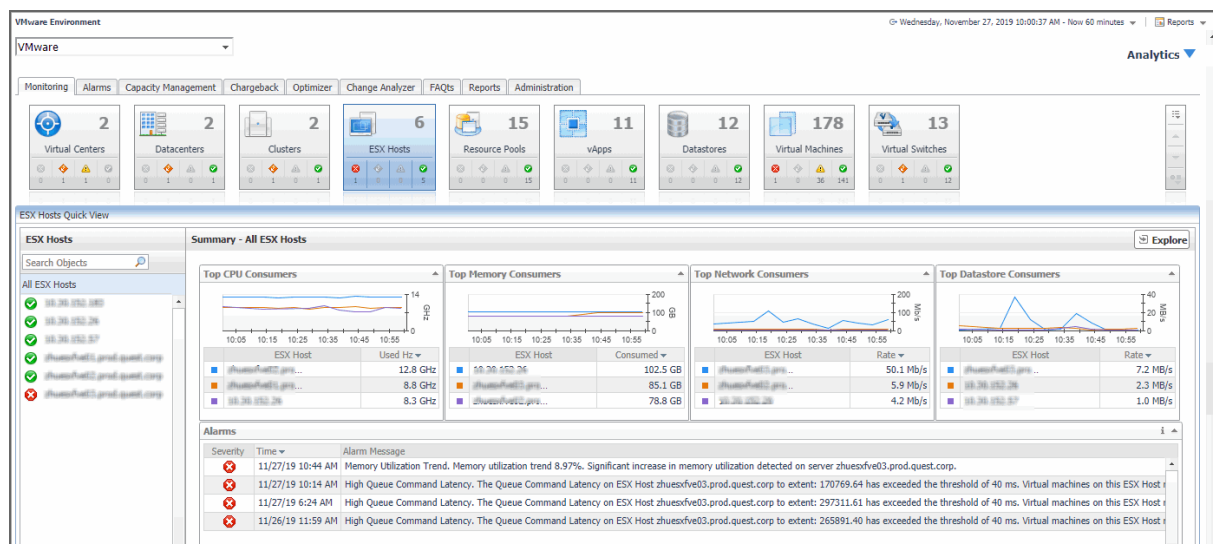 VMware Environment
Wednesday, November 27, 2019 10:00:37 AM - Now 60 minutes
Reports
VMware
Analytics
Monitoring Alarms Capacity Management Chargeback Optimizer Change Analyzer FAQts Reports Administration
2 2 2 6 15 11 12 178 13
Virtual Centers Datacenters Clusters ESX Hosts Resource Pools vApps Datastores Virtual Machines Virtual Switches
0 1 1 0 0 1 0 1 0 1 0 1 1 0 0 5 0 0 0 15 0 0 0 11 0 0 0 12 1 0 36 141 0 1 0 12
ESX Hosts Quick View
ESX Hosts
Search Objects
All ESX Hosts
Summary - All ESX Hosts
Explore
Top CPU Consumers
14
0
GHz
10:05 10:15 10:25 10:35 10:45 10:55
ESX Host Used Hz
12.8 GHz
8.8 GHz
8.3 GHz
Top Memory Consumers
200
100
0
GB
10:05 10:15 10:25 10:35 10:45 10:55
ESX Host Consumed
102.5 GB
85.1 GB
78.8 GB
Top Network Consumers
200
100
0
Mb/s
10:05 10:15 10:25 10:35 10:45 10:55
ESX Host Rate
50.1 Mb/s
5.9 Mb/s
4.2 Mb/s
Top Datastore Consumers
40
20
0
MB/s
10:05 10:15 10:25 10:35 10:45 10:55
ESX Host Rate
7.2 MB/s
2.3 MB/s
1.0 MB/s
Alarms
Severity Time Alarm Message
11/27/19 10:44 AM Memory Utilization Trend. Memory utilization trend 8.97%. Significant increase in memory utilization detected on server zhuesxfve03.prod.quest.corp.
11/27/19 10:14 AM High Queue Command Latency. The Queue Command Latency on ESX Host zhuesxfve03.prod.quest.corp to extent: 170769.64 has exceeded the threshold of 40 ms. Virtual machines on this ESX Host
11/27/19 6:24 AM High Queue Command Latency. The Queue Command Latency on ESX Host zhuesxfve03.prod.quest.corp to extent: 297311.61 has exceeded the threshold of 40 ms. Virtual machines on this ESX Host
11/26/19 11:59 AM High Queue Command Latency. The Queue Command Latency on ESX Host zhuesxfve03.prod.quest.corp to extent: 265891.40 has exceeded the threshold of 40 ms. Virtual machines on this ESX Host